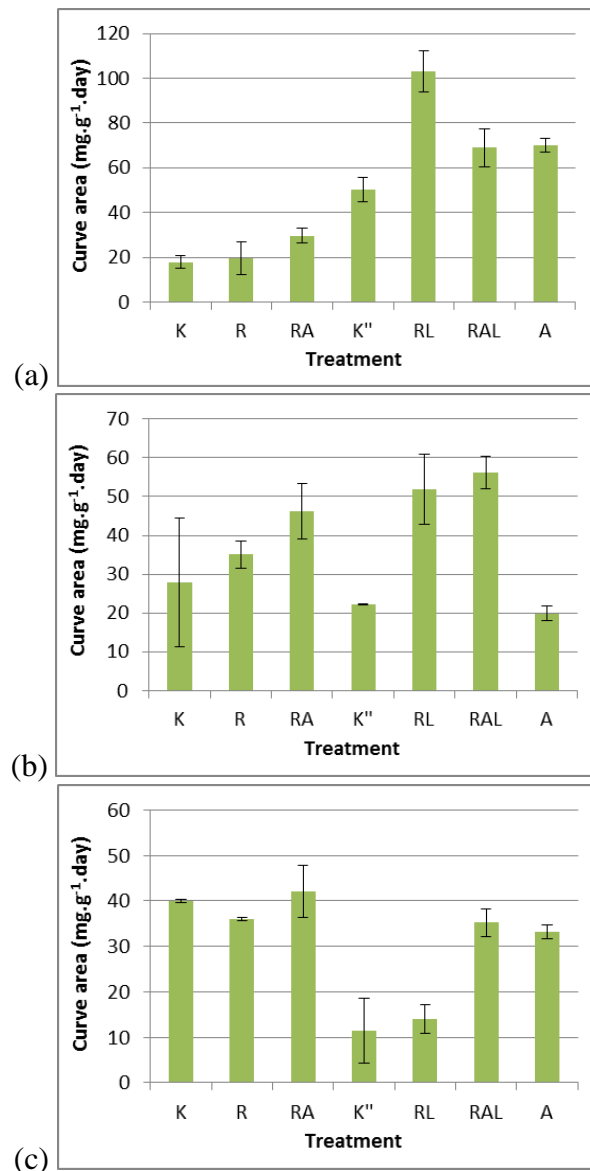 120
100
80
60
40
20
0
Curve area (mg.g⁻¹.day)
K R RA K" RL RAL A
Treatment
(a)
70
60
50
40
30
20
10
0
Curve area (mg.g⁻¹.day)
K R RA K" RL RAL A
Treatment
(b)
60
50
40
30
20
10
0
Curve area (mg.g⁻¹.day)
K R RA K" RL RAL A
Treatment
(c)